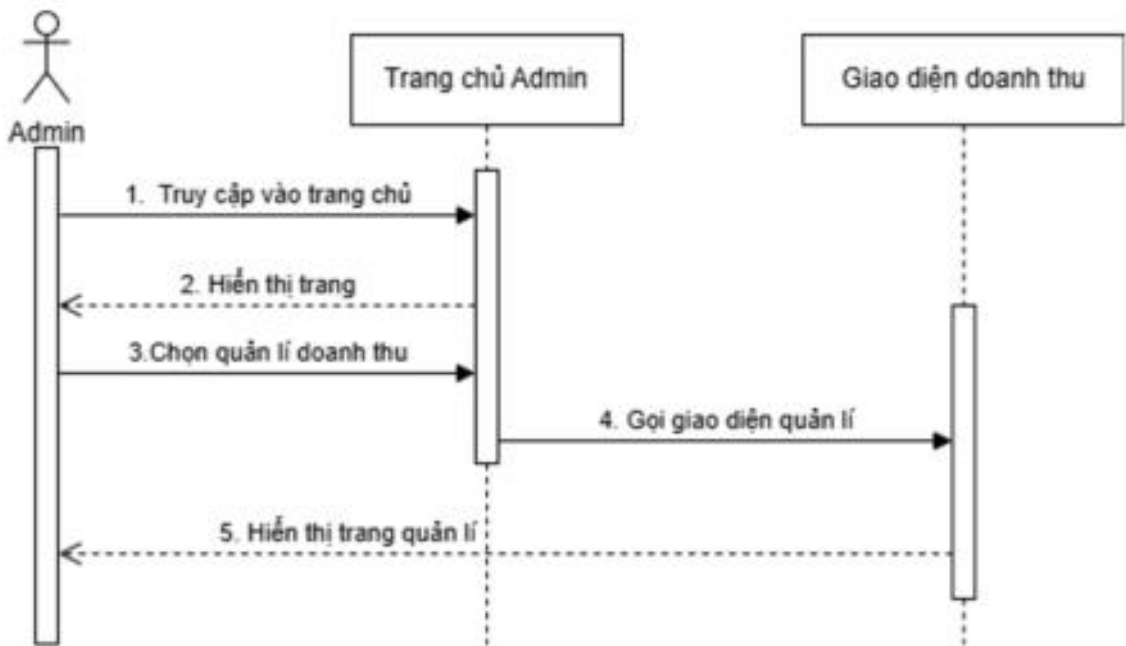 Trang chủ Admin
Giao diện doanh thu
Admin
1. Truy cập vào trang chủ
2. Hiển thị trang
3.Chọn quản lí doanh thu
4. Gọi giao diện quản lí
5. Hiển thị trang quản lí